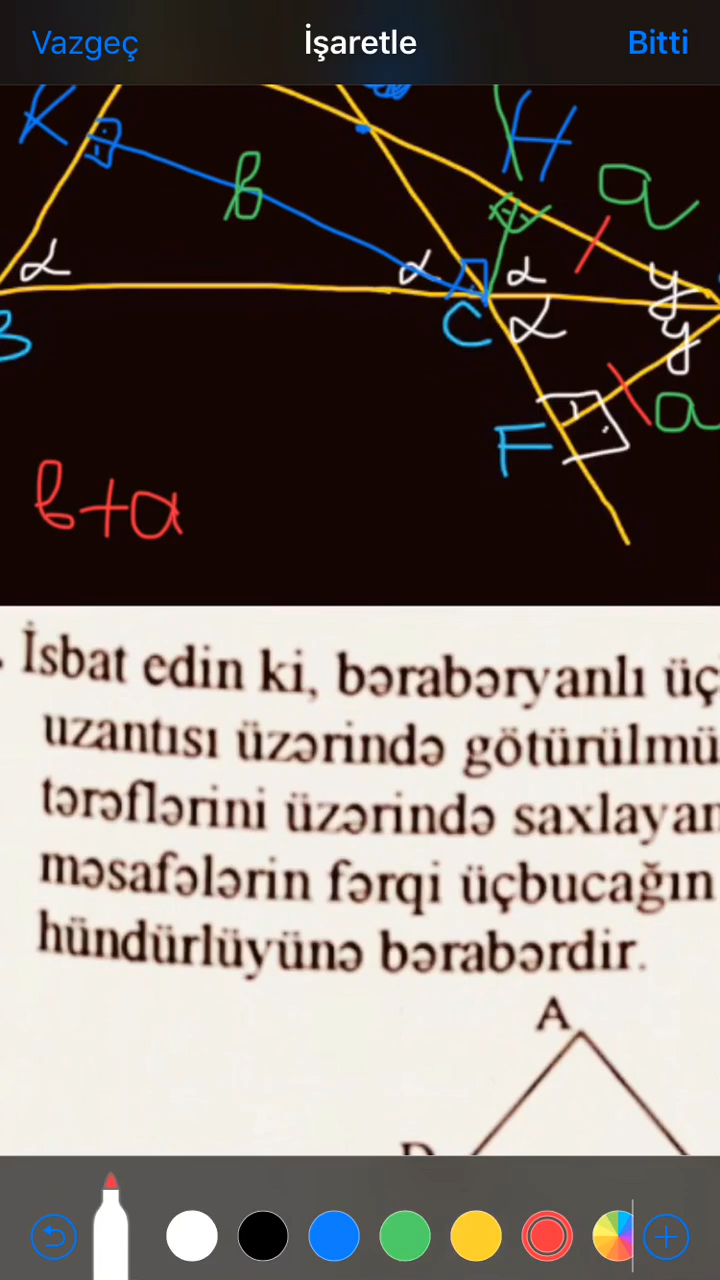 Vazgeç İşaretle Bitti
K H
в a
α α α y
B C α y
F a
в+a
. İsbat edin ki, bərabəryanlı üç
uzantısı üzərində götürülmü
tərəflərini üzərində saxlayan
məsafələrin fərqi üçbucağın
hündürlüyünə bərabərdir.
A
D